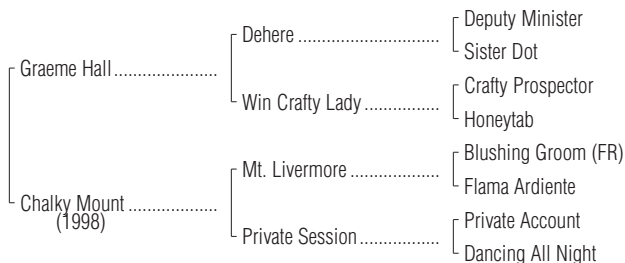 Deputy Minister
Dehere
Sister Dot
Graeme Hall
Crafty Prospector
Win Crafty Lady
Honeytab
Blushing Groom (FR)
Mt. Livermore
Flama Ardiente
Chalky Mount
(1998)
Private Account
Private Session
Dancing All Night